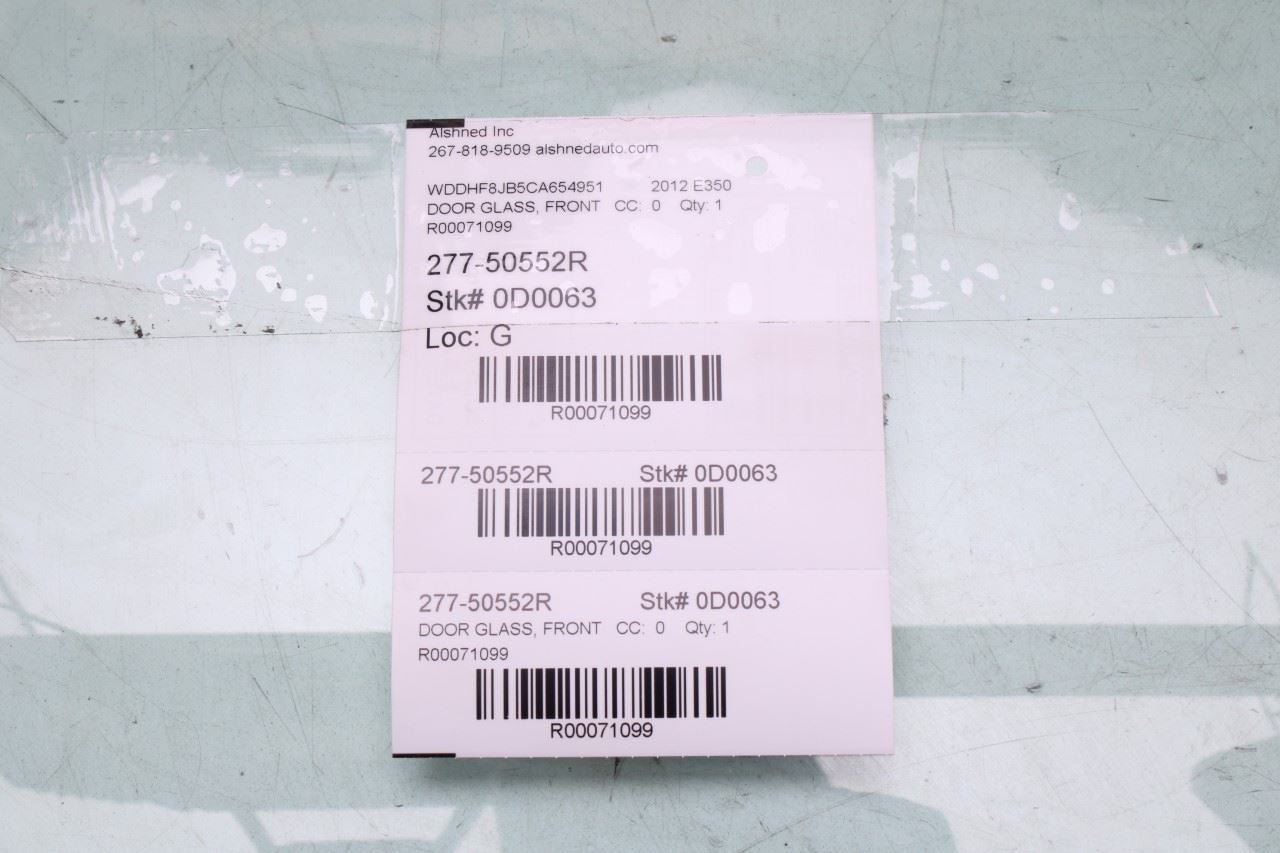 Alshned Inc
267-818-9509 alshnedauto.com
WDDHF8JB5CA654951 2012 E350
DOOR GLASS, FRONT CC: 0 Qty: 1
R00071099
277-50552R
Stk# 0D0063
Loc: G
R00071099
277-50552R Stk# 0D0063
R00071099
277-50552R Stk# 0D0063
DOOR GLASS, FRONT CC: 0 Qty: 1
R00071099
R00071099